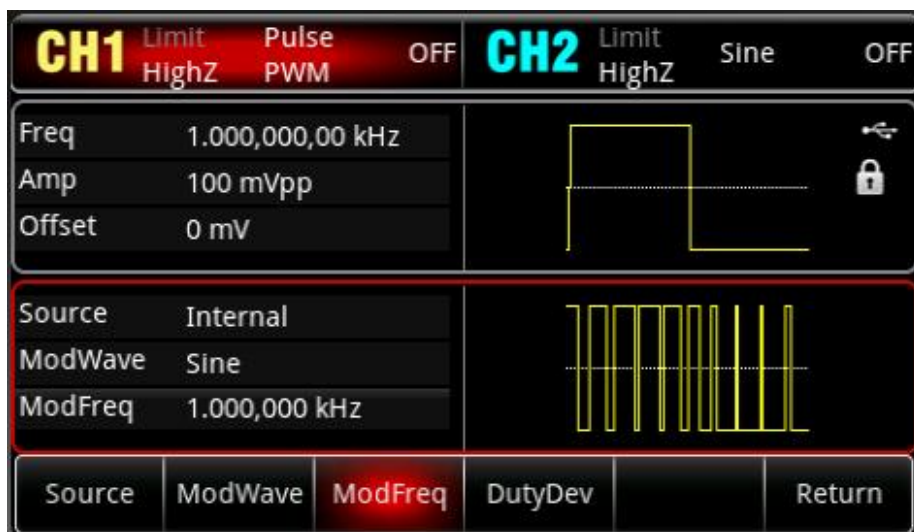 CH1 Limit Pulse OFF CH2 Limit Sine OFF
HighZ PWM HighZ
Freq 1.000,000,00 kHz
Amp 100 mVpp
Offset 0 mV
Source Internal
ModWave Sine
ModFreq 1.000,000 kHz
Source ModWave ModFreq DutyDev Return